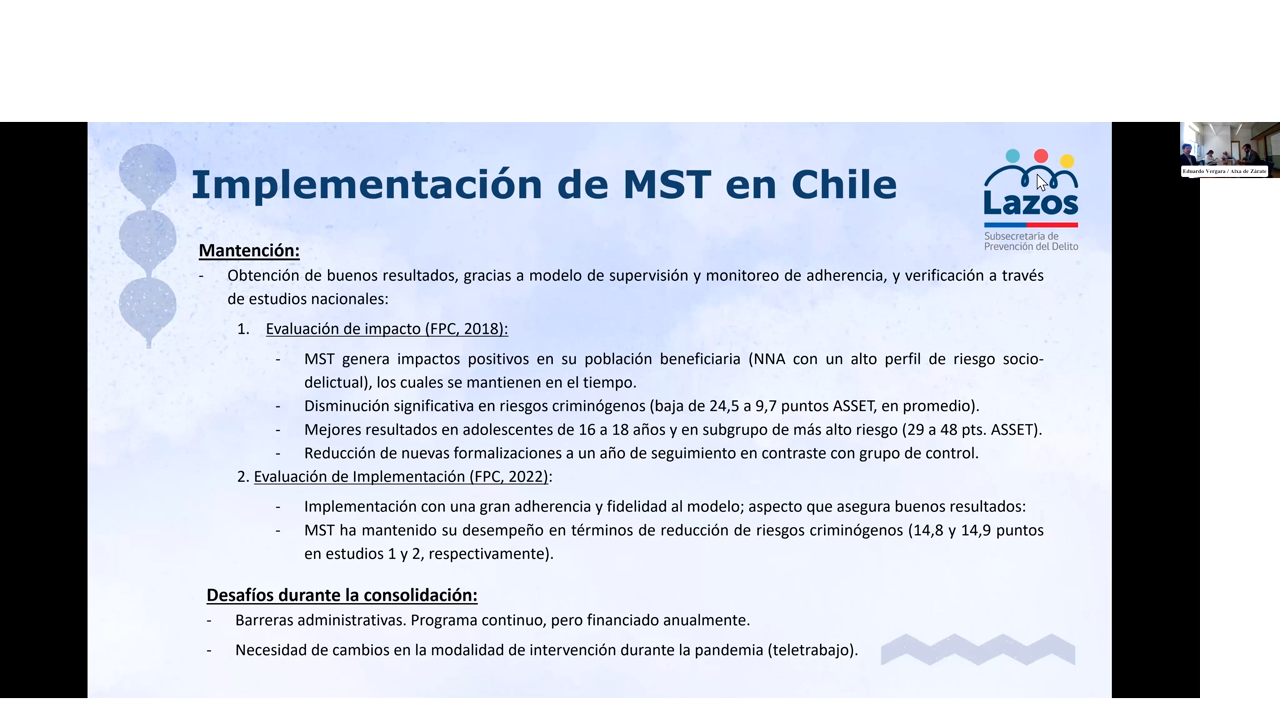 Implementación de MST en Chile
Lazos
Subsecretaría de
Prevención del Delito
Eduardo Vergara / Aixa de Zárate
Mantención:
- Obtención de buenos resultados, gracias a modelo de supervisión y monitoreo de adherencia, y verificación a través
de estudios nacionales:
1. Evaluación de impacto (FPC, 2018):
- MST genera impactos positivos en su población beneficiaria (NNA con un alto perfil de riesgo socio-
delictual), los cuales se mantienen en el tiempo.
- Disminución significativa en riesgos criminógenos (baja de 24,5 a 9,7 puntos ASSET, en promedio).
- Mejores resultados en adolescentes de 16 a 18 años y en subgrupo de más alto riesgo (29 a 48 pts. ASSET).
- Reducción de nuevas formalizaciones a un año de seguimiento en contraste con grupo de control.
2. Evaluación de Implementación (FPC, 2022):
- Implementación con una gran adherencia y fidelidad al modelo; aspecto que asegura buenos resultados:
- MST ha mantenido su desempeño en términos de reducción de riesgos criminógenos (14,8 y 14,9 puntos
en estudios 1 y 2, respectivamente).
Desafíos durante la consolidación:
- Barreras administrativas. Programa continuo, pero financiado anualmente.
- Necesidad de cambios en la modalidad de intervención durante la pandemia (teletrabajo).